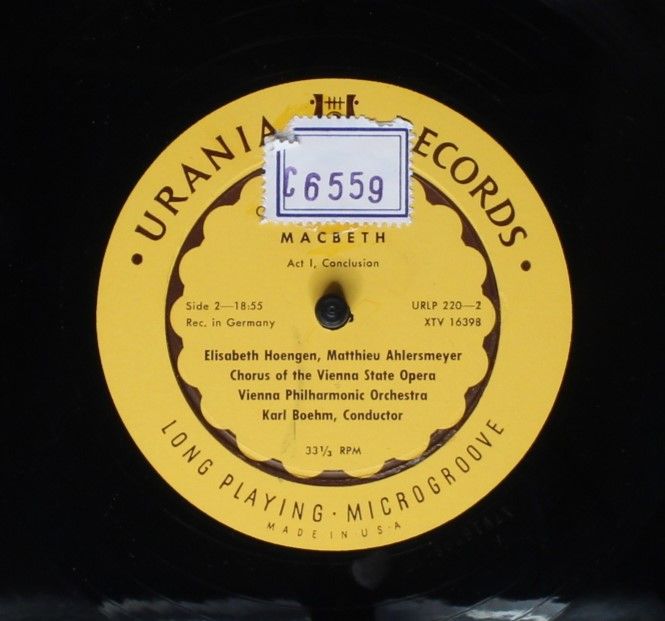 URANIA RECORDS
C6559
MACBETH
Act I, Conclusion
Side 2—18:55
URLP 220—2
Rec. in Germany
XTV 16398
Elisabeth Hoengen, Matthieu Ahlersmeyer
Chorus of the Vienna State Opera
Vienna Philharmonic Orchestra
Karl Boehm, Conductor
33⅓ RPM
LONG PLAYING · MICROGROOVE
MADE IN U·S·A